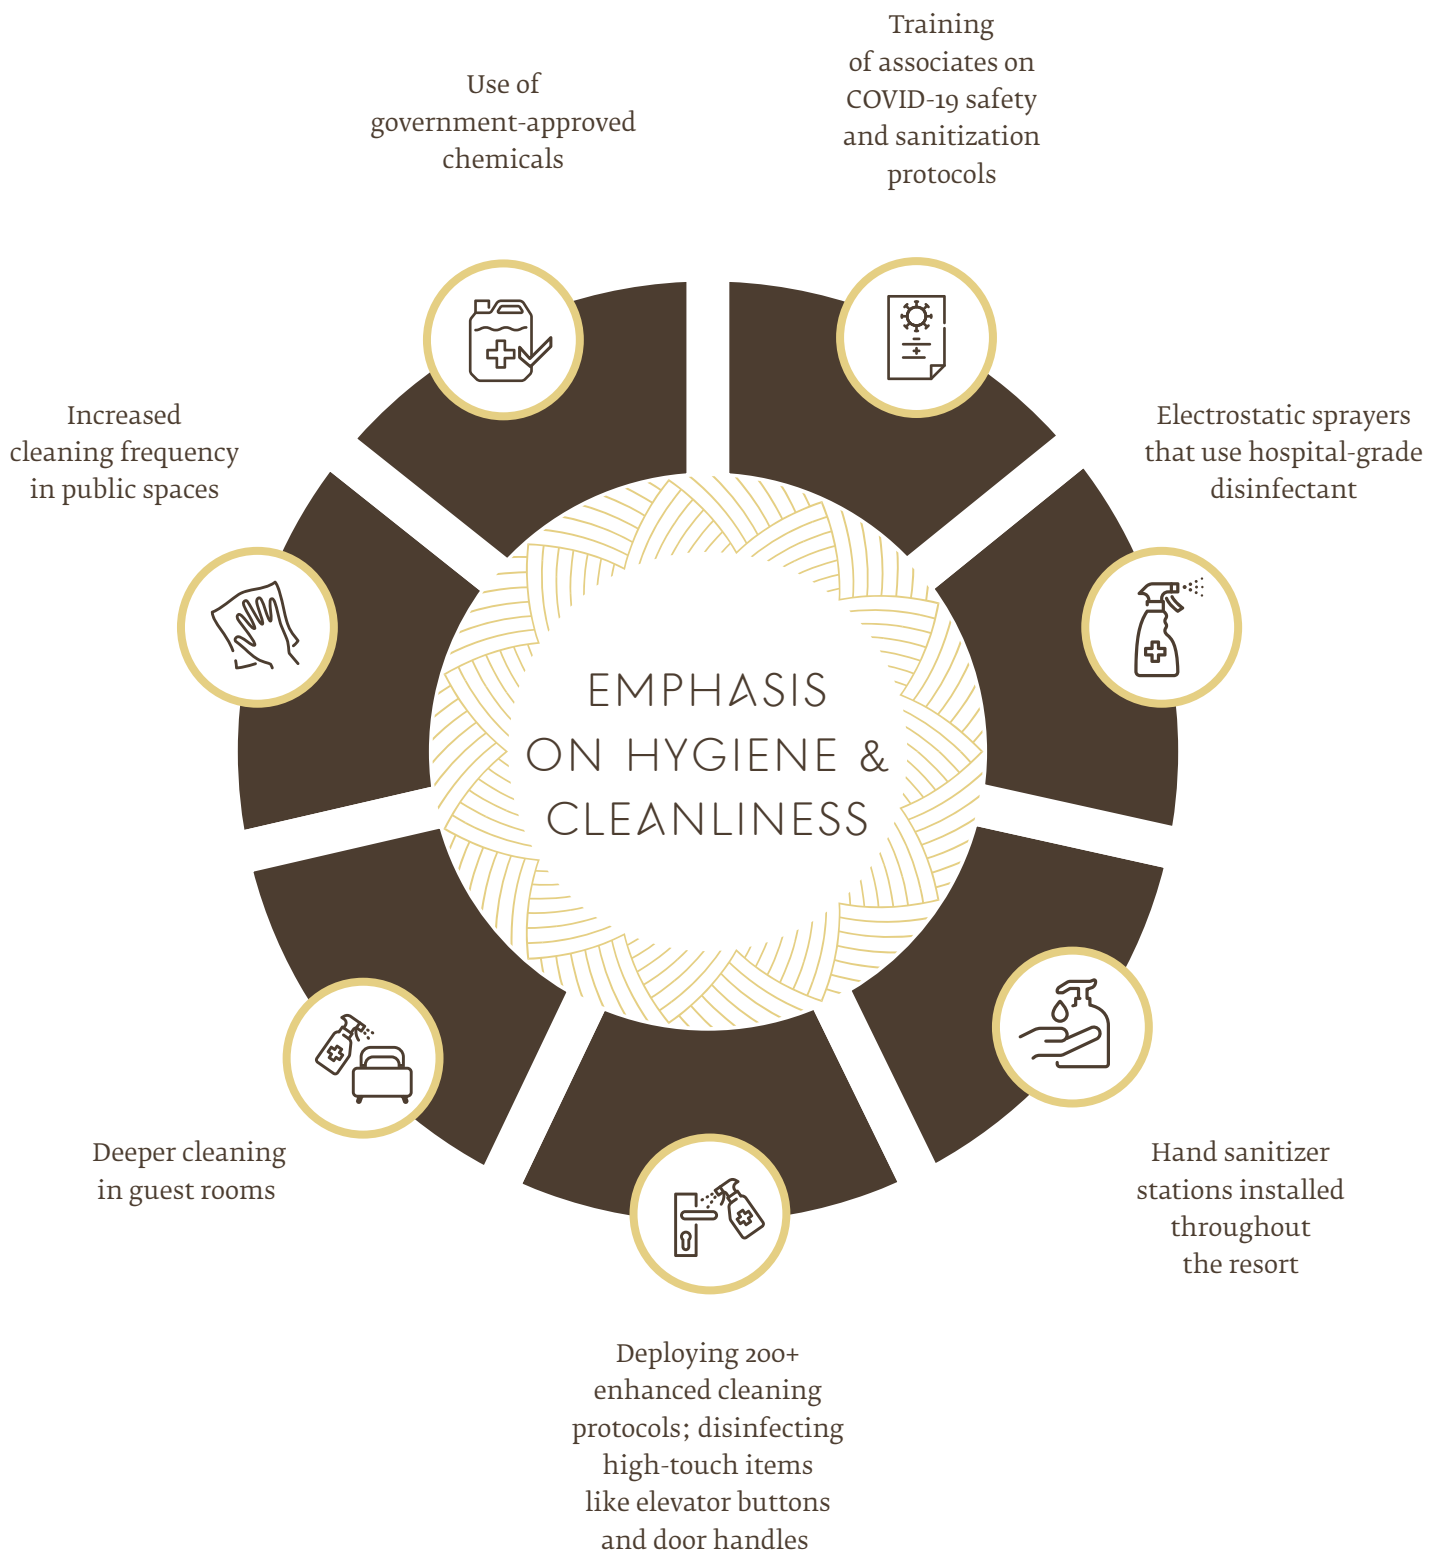 Training
of associates on
COVID-19 safety
and sanitization
protocols
Use of
government-approved
chemicals
Increased
cleaning frequency
in public spaces
Electrostatic sprayers
that use hospital-grade
disinfectant
EMPHASIS
ON HYGIENE &
CLEANLINESS
Deeper cleaning
in guest rooms
Hand sanitizer
stations installed
throughout
the resort
Deploying 200+
enhanced cleaning
protocols; disinfecting
high-touch items
like elevator buttons
and door handles